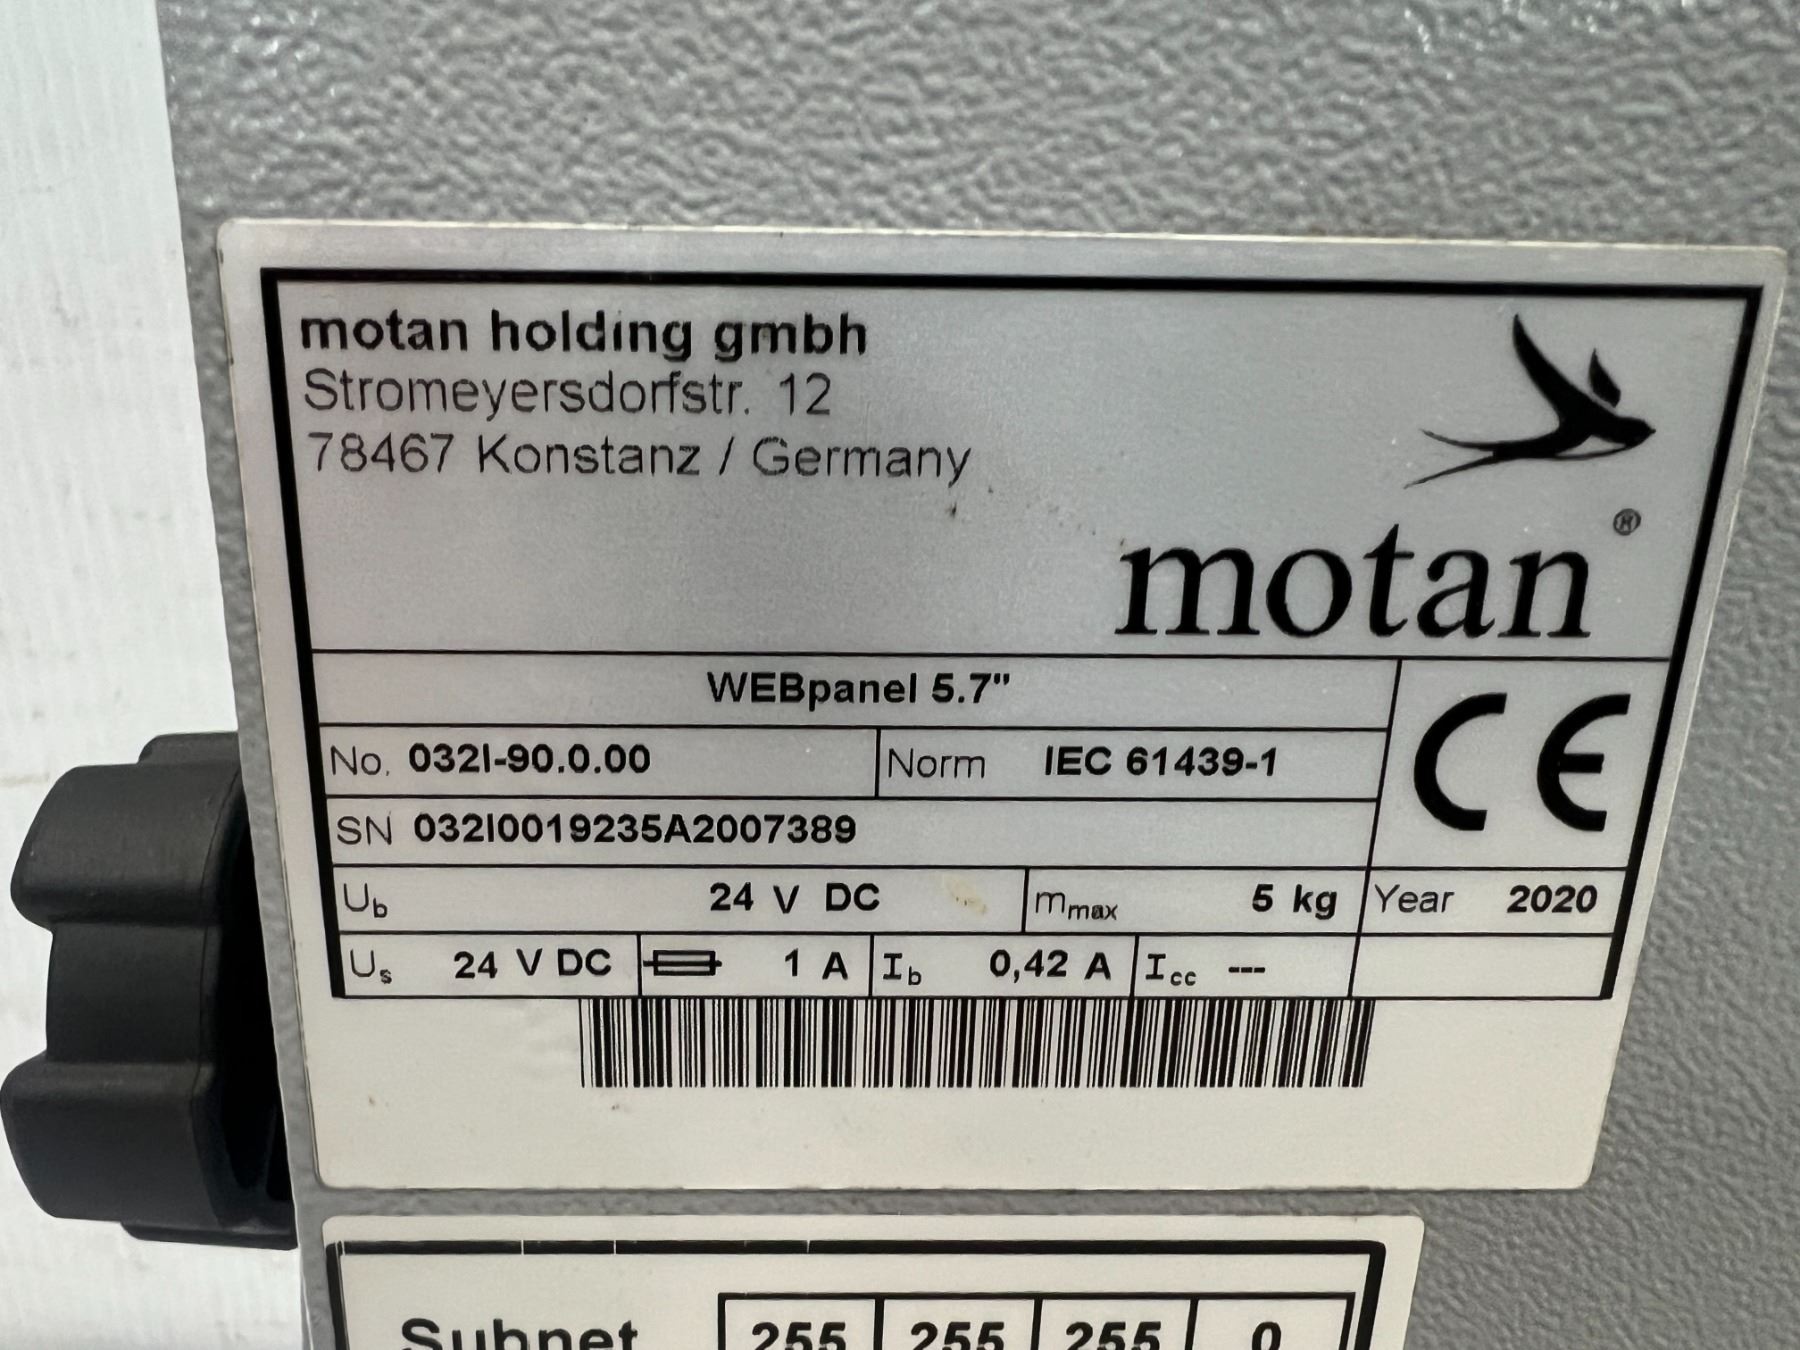 motan holding gmbh
Stromeyersdorfstr. 12
78467 Konstanz / Germany
motan®
WEBpanel 5.7"
No. 032I-90.0.00 Norm IEC 61439-1
CE
SN 032I0019235A2007389
Ub 24 V DC mmax 5 kg Year 2020
Us 24 V DC 1 A Ib 0,42 A Icc ---
Subnet 255 255 255 0